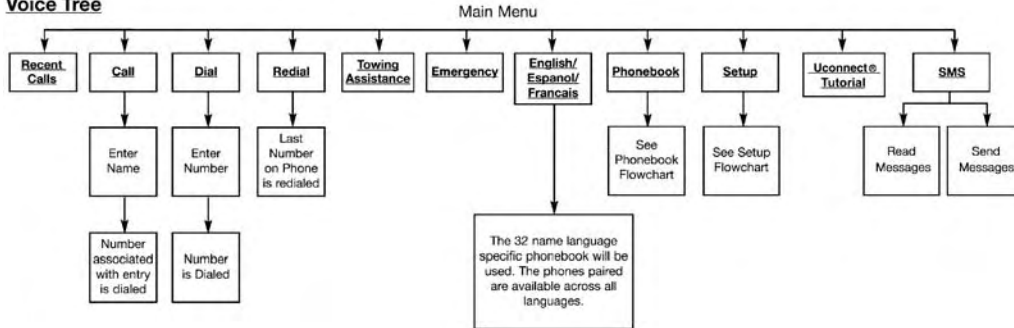 Voice Tree
Main Menu
Recent
Calls
Call
Dial
Redial
Towing
Assistance
Emergency
English/
Espanol/
Francais
Phonebook
Setup
Uconnect®
Tutorial
SMS
Enter
Name
Enter
Number
Last
Number
on Phone
is redialed
See
Phonebook
Flowchart
See Setup
Flowchart
Read
Messages
Send
Messages
Number
associated
with entry
is dialed
Number
is Dialed
The 32 name language
specific phonebook will be
used. The phones paired
are available across all
languages.